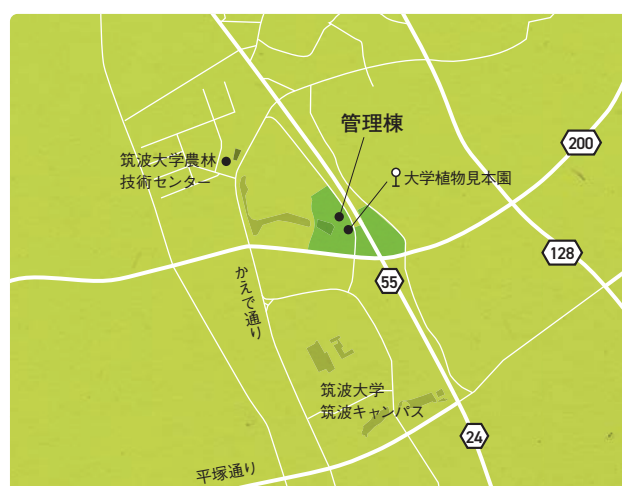 管理棟
200
筑波大学農林
技術センター
大学植物見本園
128
かえで通り
55
筑波大学
筑波キャンパス
24
平塚通り